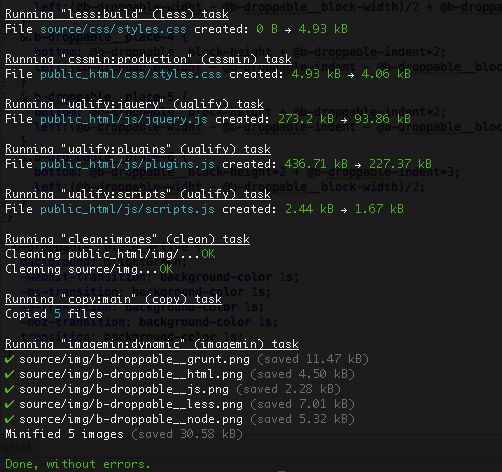 Running "less:build" (less) task
File source/css/styles.css created: 0 B → 4.93 kB
Running "cssmin:production" (cssmin) task
File public_html/css/styles.css created: 4.93 kB → 4.06 kB
Running "uglify:jquery" (uglify) task
File public_html/js/jquery.js created: 273.2 kB → 93.86 kB
Running "uglify:plugins" (uglify) task
File public_html/js/plugins.js created: 436.71 kB → 227.37 kB
Running "uglify:scripts" (uglify) task
File public_html/js/scripts.js created: 2.44 kB → 1.67 kB
Running "clean:images" (clean) task
Cleaning public_html/img/...OK
Cleaning source/img...OK
Running "copy:main" (copy) task
Copied 5 files
Running "imagemin:dynamic" (imagemin) task
✔ source/img/b-droppable__grunt.png (saved 11.47 kB)
✔ source/img/b-droppable__html.png (saved 4.50 kB)
✔ source/img/b-droppable__js.png (saved 2.28 kB)
✔ source/img/b-droppable__less.png (saved 7.01 kB)
✔ source/img/b-droppable__node.png (saved 5.32 kB)
Minified 5 images (saved 30.58 kB)
Done, without errors.